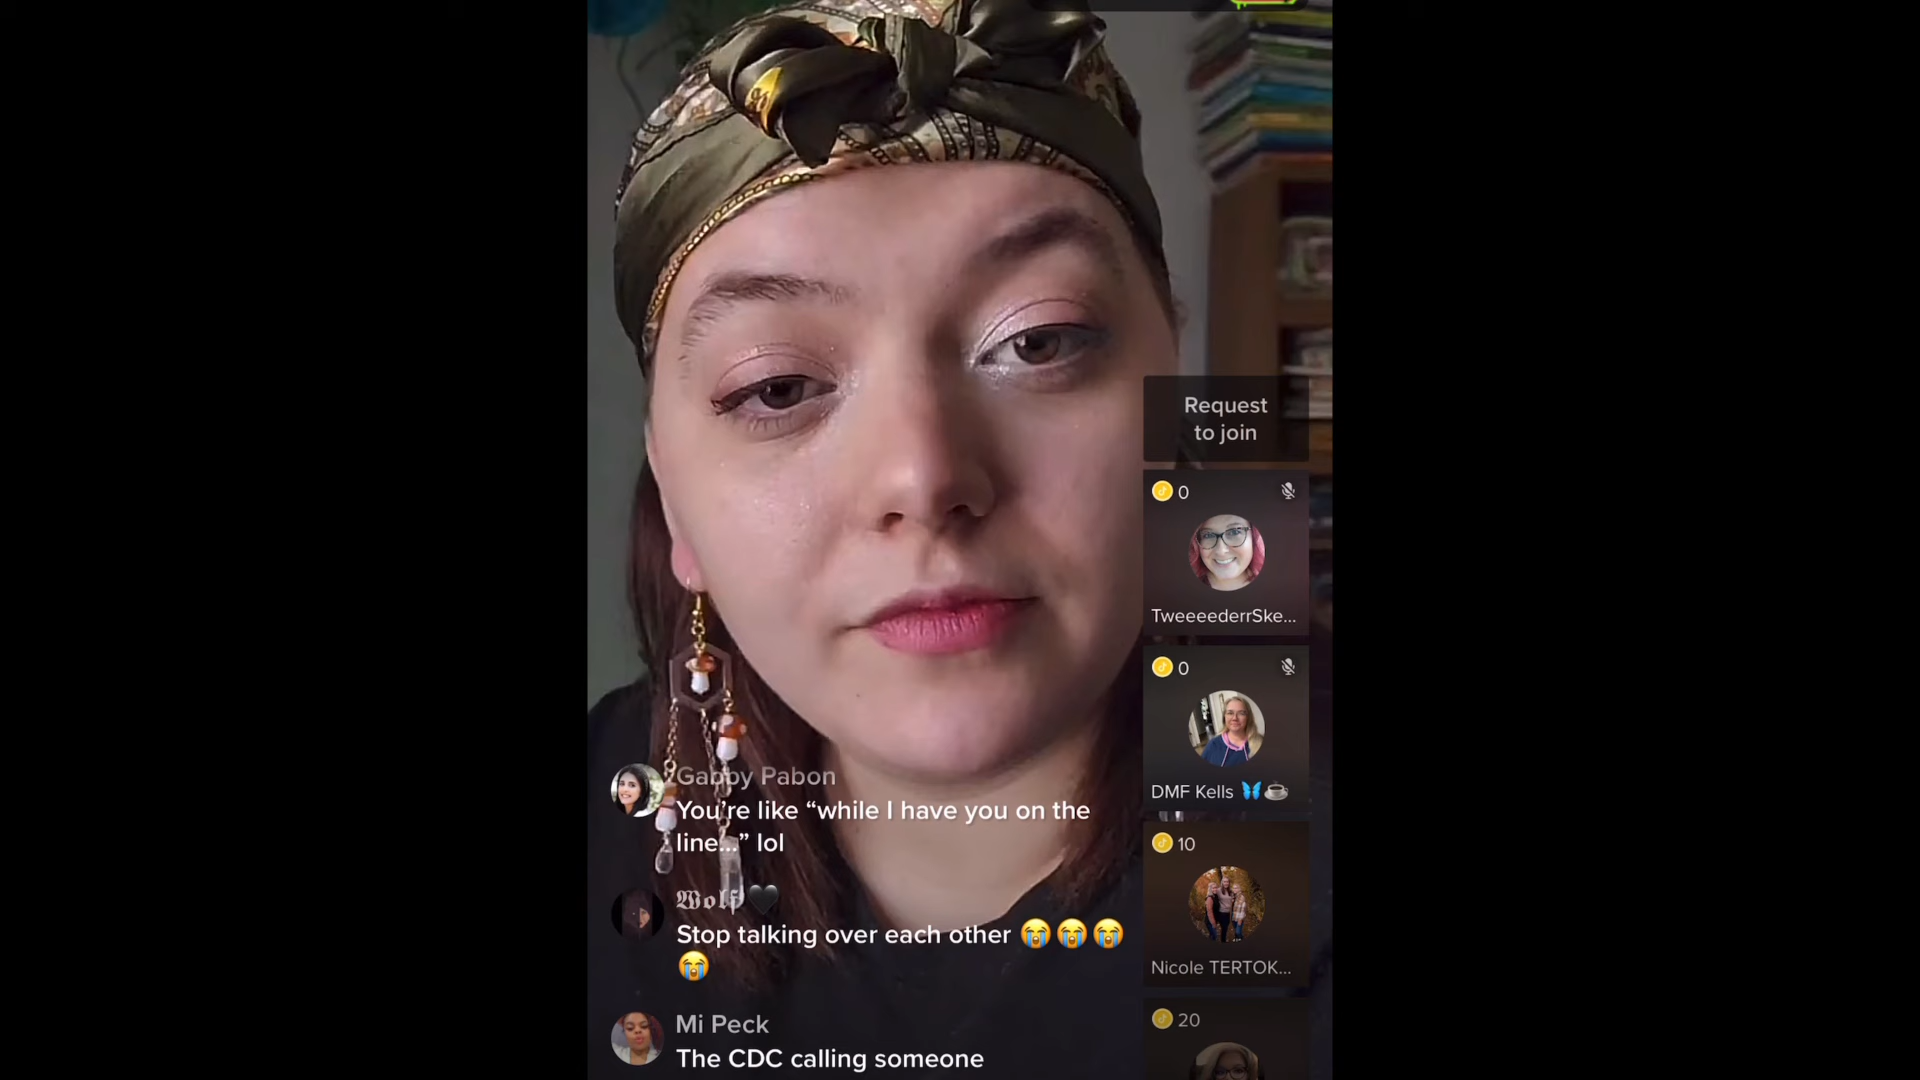 Request
to join
0
TweeeederrSke...
0
DMF Kells 🦋☕
10
Nicole TERTOK...
20
Gabby Pabon
You're like “while I have you on the
line...” lol
𝖂𝖔𝖑𝖋🖤
Stop talking over each other 😭😭😭
😭
Mi Peck
The CDC calling someone